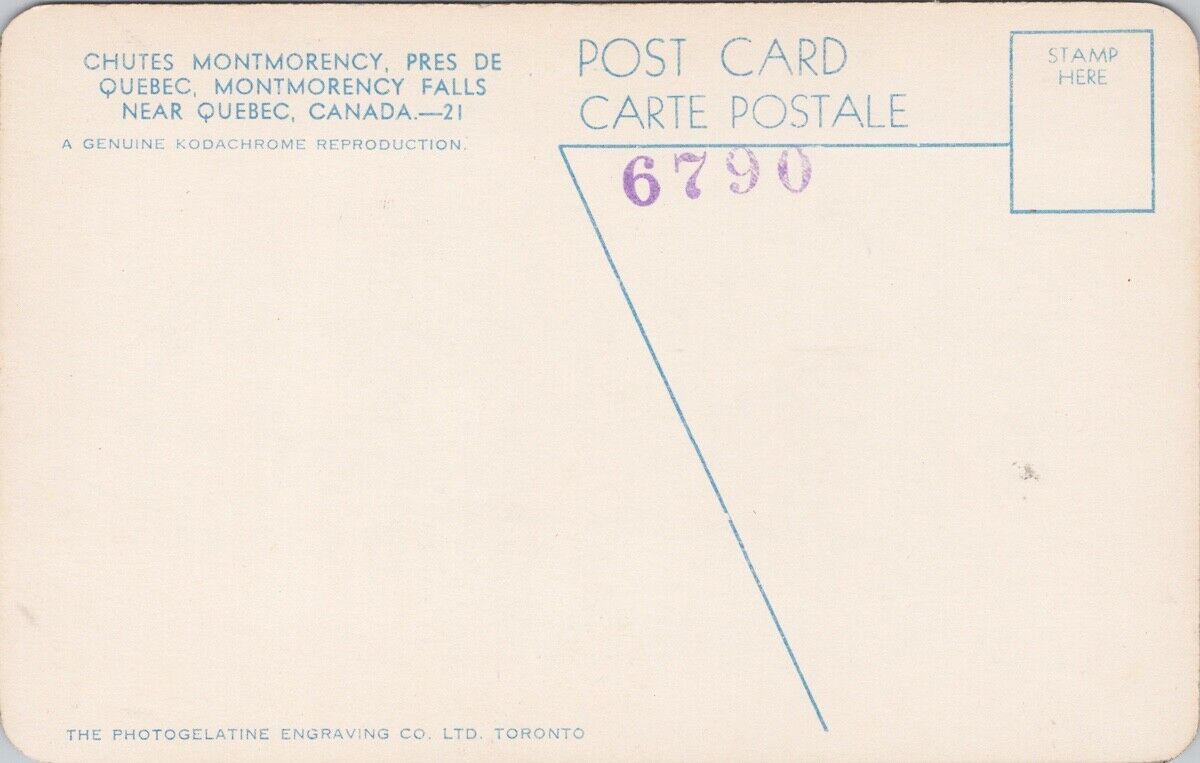 CHUTES MONTMORENCY, PRES DE
QUEBEC, MONTMORENCY FALLS
NEAR QUEBEC, CANADA.—21
A GENUINE KODACHROME REPRODUCTION.
POST CARD
CARTE POSTALE
STAMP
HERE
6790
THE PHOTOGELATINE ENGRAVING CO. LTD. TORONTO